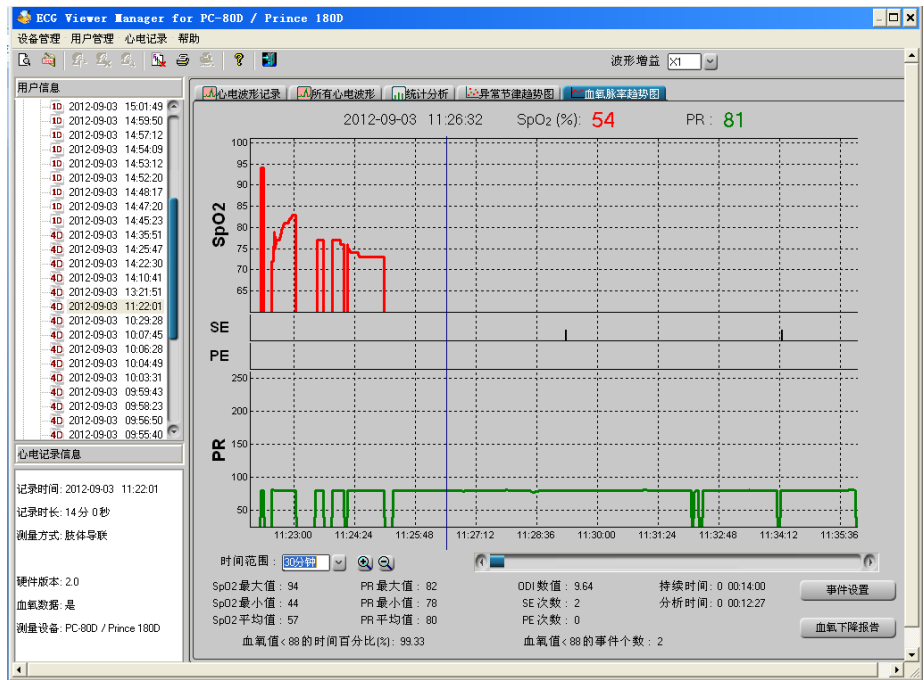 ECG Viewer Manager for PC-80D / Prince 180D
设备管理 用户管理 心电记录 帮助
波形增益 X1
用户信息
心电波形记录 所有心电波形 统计分析 异常节律趋势图 血氧脉率趋势图
1D 2012-09-03 15:01:49
1D 2012-09-03 14:59:50
1D 2012-09-03 14:57:12
1D 2012-09-03 14:54:09
1D 2012-09-03 14:53:12
1D 2012-09-03 14:52:20
1D 2012-09-03 14:48:17
1D 2012-09-03 14:47:20
1D 2012-09-03 14:45:23
4D 2012-09-03 14:35:51
4D 2012-09-03 14:25:47
4D 2012-09-03 14:22:30
4D 2012-09-03 14:10:41
4D 2012-09-03 13:21:51
4D 2012-09-03 11:22:01
4D 2012-09-03 10:29:28
4D 2012-09-03 10:07:45
4D 2012-09-03 10:06:28
4D 2012-09-03 10:04:49
4D 2012-09-03 10:03:31
4D 2012-09-03 09:59:43
4D 2012-09-03 09:58:23
4D 2012-09-03 09:56:50
4D 2012-09-03 09:55:40
心电记录信息
记录时间: 2012-09-03 11:22:01
记录时长: 14分 0秒
测量方式: 肢体导联
硬件版本: 2.0
血氧数据: 是
测量设备: PC-80D / Prince 180D
2012-09-03 11:26:32 SpO2 (%): 54 PR : 81
100
95
90
85
80
75
70
65
SpO2
SE
PE
250
200
150
100
50
PR
11:23:00 11:24:24 11:25:48 11:27:12 11:28:36 11:30:00 11:31:24 11:32:48 11:34:12 11:35:36
时间范围 : 30分钟
SpO2最大值 : 94 PR最大值 : 82 ODI数值 : 9.64 持续时间: 0 00:14:00 事件设置
SpO2最小值 : 44 PR最小值 : 78 SE次数 : 2 分析时间: 0 00:12:27
SpO2平均值 : 57 PR平均值 : 80 PE次数 : 0 血氧下降报告
血氧值<88的时间百分比(%): 99.33 血氧值<88的事件个数 : 2